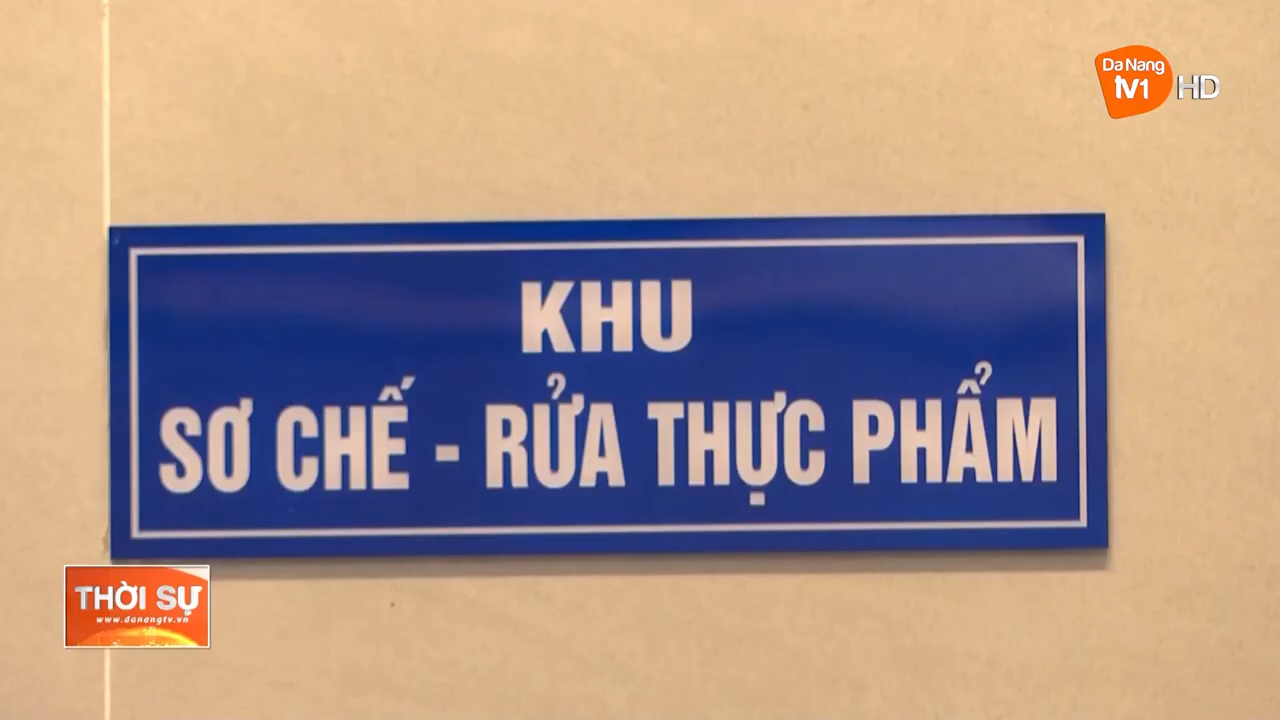 Da Nang
TV1 HD
KHU
SƠ CHẾ - RỬA THỰC PHẨM
THỜI SỰ
www.danangtv.vn